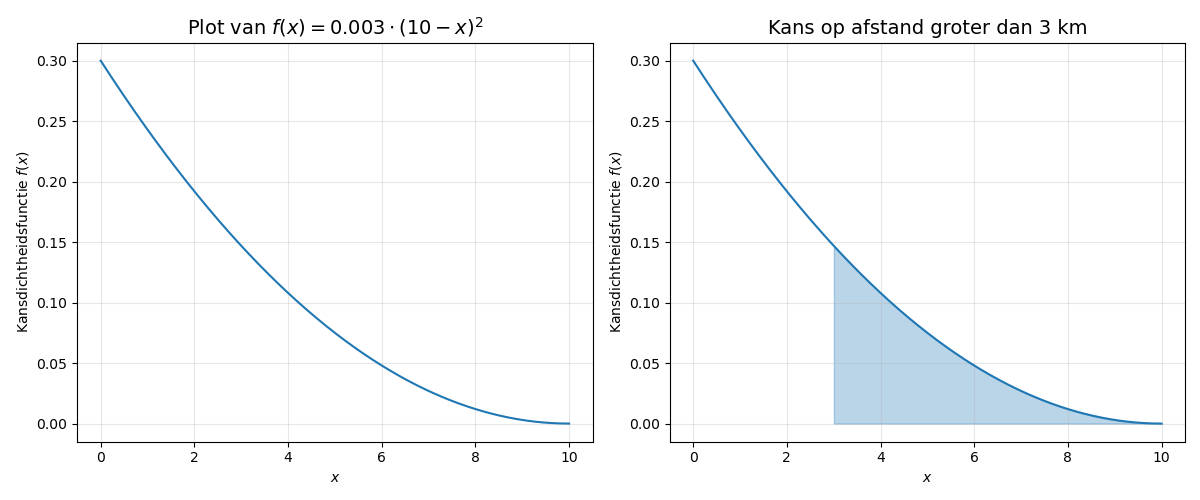 Plot van f(x) = 0.003 · (10 − x)²
Kansdichtheidsfunctie f(x)
0.30
0.25
0.20
0.15
0.10
0.05
0.00
0 2 4 6 8 10
x
Kans op afstand groter dan 3 km
Kansdichtheidsfunctie f(x)
0.30
0.25
0.20
0.15
0.10
0.05
0.00
0 2 4 6 8 10
x